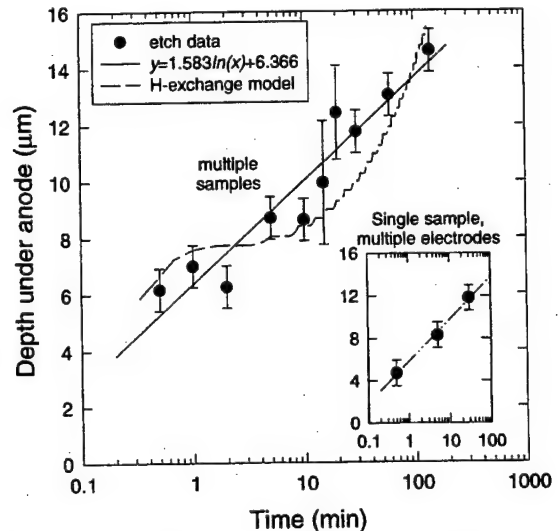 16
14
12
10
8
6
4
2
0
Depth under anode (μm)
etch data
y=1.583ln(x)+6.366
H-exchange model
multiple
samples
Single sample,
multiple electrodes
16
12
8
4
0
0.1 1 10 100
0.1 1 10 100 1000
Time (min)